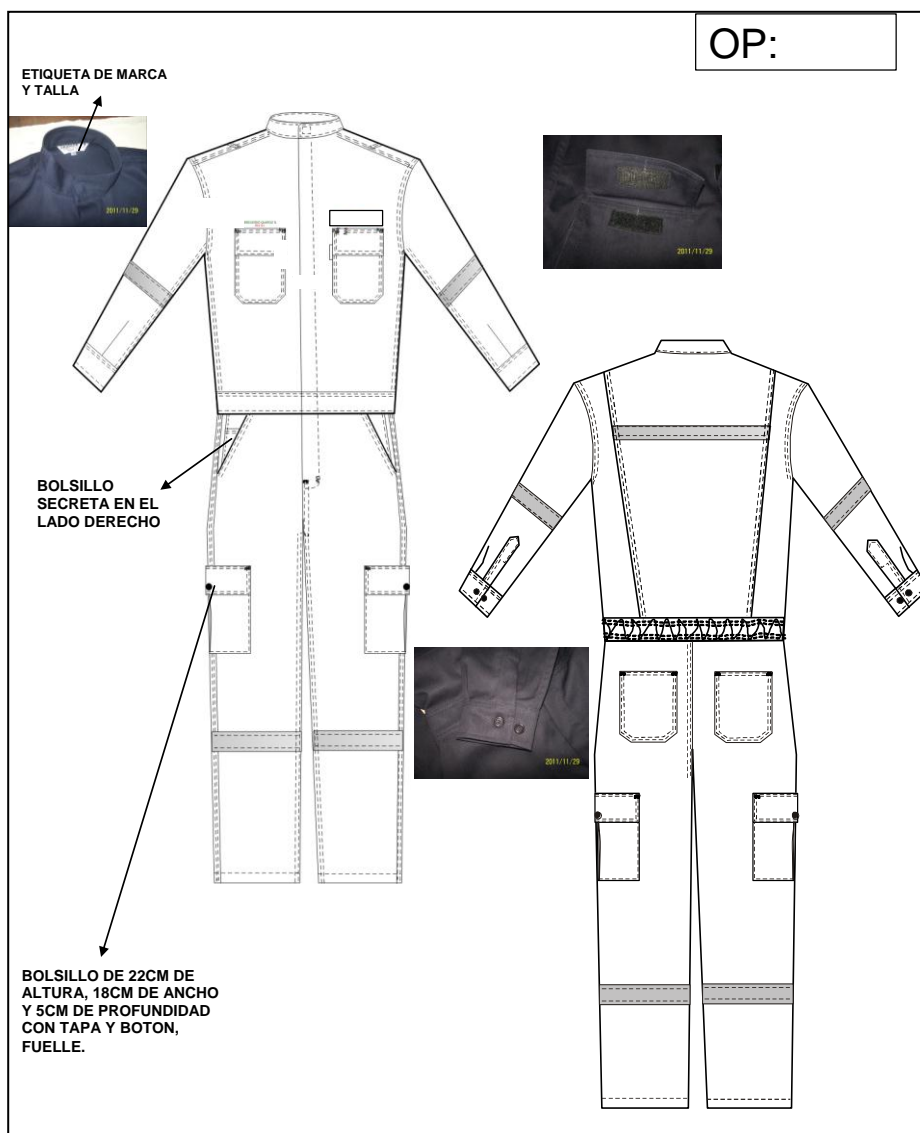 OP:
ETIQUETA DE MARCA
Y TALLA
2011/11/29
2011/11/29
BOLSILLO
SECRETA EN EL
LADO DERECHO
2011/11/29
BOLSILLO DE 22CM DE
ALTURA, 18CM DE ANCHO
Y 5CM DE PROFUNDIDAD
CON TAPA Y BOTON,
FUELLE.